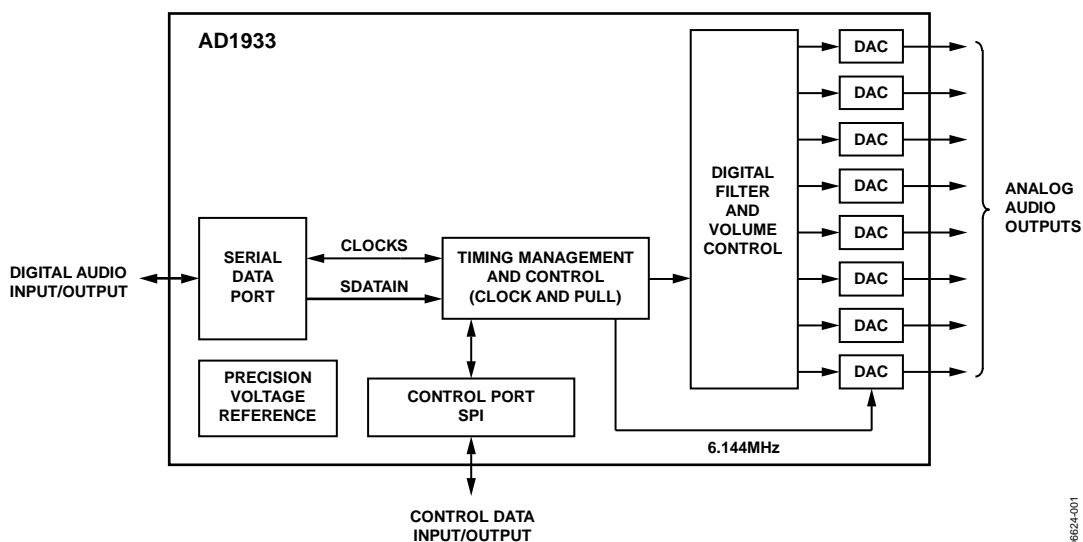 AD1933
DAC
DAC
DAC
DAC
DAC
DAC
DAC
DAC
DIGITAL
FILTER
AND
VOLUME
CONTROL
ANALOG
AUDIO
OUTPUTS
DIGITAL AUDIO
INPUT/OUTPUT
SERIAL
DATA
PORT
CLOCKS
SDATAIN
TIMING MANAGEMENT
AND CONTROL
(CLOCK AND PULL)
PRECISION
VOLTAGE
REFERENCE
CONTROL PORT
SPI
6.144MHz
CONTROL DATA
INPUT/OUTPUT
06624-001